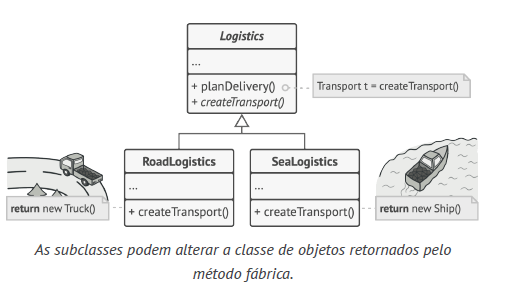 Logistics
...
+ planDelivery()
+ createTransport()
Transport t = createTransport()
RoadLogistics
...
+ createTransport()
SeaLogistics
...
+ createTransport()
return new Truck()
return new Ship()
As subclasses podem alterar a classe de objetos retornados pelo
método fábrica.